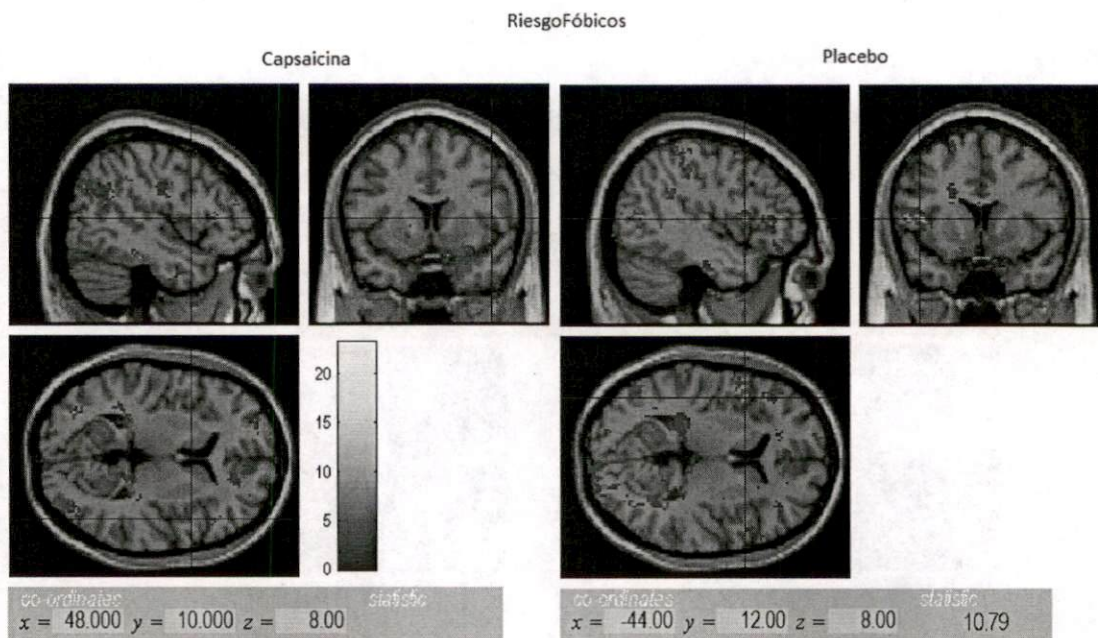 RiesgoFóbicos
Capsaicina
Placebo
20
15
10
5
0
co-ordinates statistic
x = 48.000 y = 10.000 z = 8.00
co-ordinates statistic
x = -44.00 y = 12.00 z = 8.00 10.79